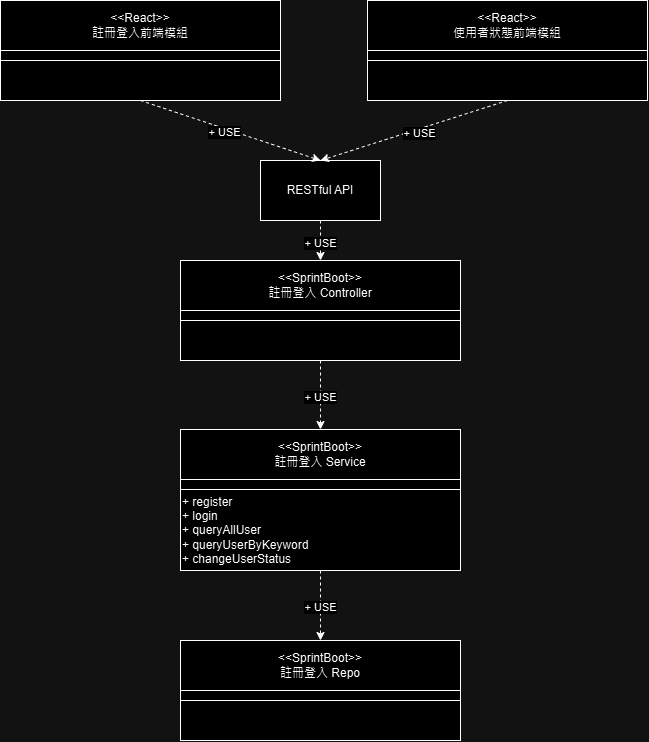 <<React>>
註冊登入前端模組
<<React>>
使用者狀態前端模組
+ USE
+ USE
RESTful API
+ USE
<<SprintBoot>>
註冊登入 Controller
+ USE
<<SprintBoot>>
註冊登入 Service
+ register
+ login
+ queryAllUser
+ queryUserByKeyword
+ changeUserStatus
+ USE
<<SprintBoot>>
註冊登入 Repo